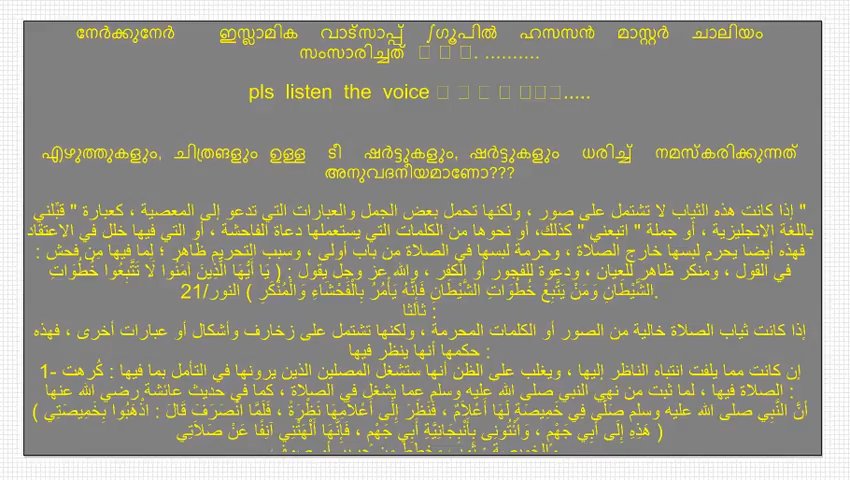 നേർക്കുനേർ ഇസ്ലാമിക വാട്സാപ്പ് ഗ്രൂപിൽ ഹസസൻ മാസ്റ്റർ ചാലിയം
സംസാരിച്ചത് . ..........
pls listen the voice .....
എഴുത്തുകളും, ചിത്രങളും ഉള്ള ടീ ഷർട്ടുകളും, ഷർട്ടുകളും ധരിച്ച് നമസ്കരിക്കുന്നത്
അനുവദനീയമാണോ???
" إذا كانت هذه الثياب لا تشتمل على صور ، ولكنها تحمل بعض الجمل والعبارات التي تدعو إلى المعصية ، كعبارة " قبّلني
باللغة الانجليزية ، أو جملة " اتبعني " كذلك، أو نحوها من الكلمات التي يستعملها دعاة الفاحشة ، أو التي فيها خلل في الاعتقاد
فهذه أيضا يحرم لبسها خارج الصلاة ، وحرمة لبسها في الصلاة من باب أولى ، وسبب التحريم ظاهر ؛ لما فيها من فحش :
في القول ، ومنكر ظاهر للعيان ، ودعوة للفجور أو الكفر ، والله عز وجل يقول : ( يَا أَيُّهَا الَّذِينَ آمَنُوا لَا تَتَّبِعُوا خُطُوَاتِ
الشَّيْطَانِ وَمَنْ يَتَّبِعْ خُطُوَاتِ الشَّيْطَانِ فَإِنَّهُ يَأْمُرُ بِالْفَحْشَاءِ وَالْمُنْكَرِ ) النور/21.
ثالثا :
إذا كانت ثياب الصلاة خالية من الصور أو الكلمات المحرمة ، ولكنها تشتمل على زخارف وأشكال أو عبارات أخرى ، فهذه
حكمها أنها ينظر فيها :
1- إن كانت مما يلفت انتباه الناظر إليها ، ويغلب على الظن أنها ستشغل المصلين الذين يرونها في التأمل بما فيها : كُرهت
الصلاة فيها ، لما ثبت من نهي النبي صلى الله عليه وسلم عما يشغل في الصلاة ، كما في حديث عائشة رضي الله عنها :
أَنَّ النَّبِي صلى الله عليه وسلم صَلَّى فِي خَمِيصَةٍ لَهَا أَعْلَامٌ ، فَنَظَرَ إِلَى أَعْلَامِهَا نَظْرَةً ، فَلَمَّا انْصَرَفَ قَالَ : اذْهَبُوا بِخَمِيصَتِي )
( هَذِهِ إِلَى أَبِي جَهْمٍ ، وَأْتُونِي بِأَنْبِجَانِيَّةِ أَبِي جَهْمٍ ، فَإِنَّهَا أَلْهَتْنِي آنِفًا عَنْ صَلَاتِي